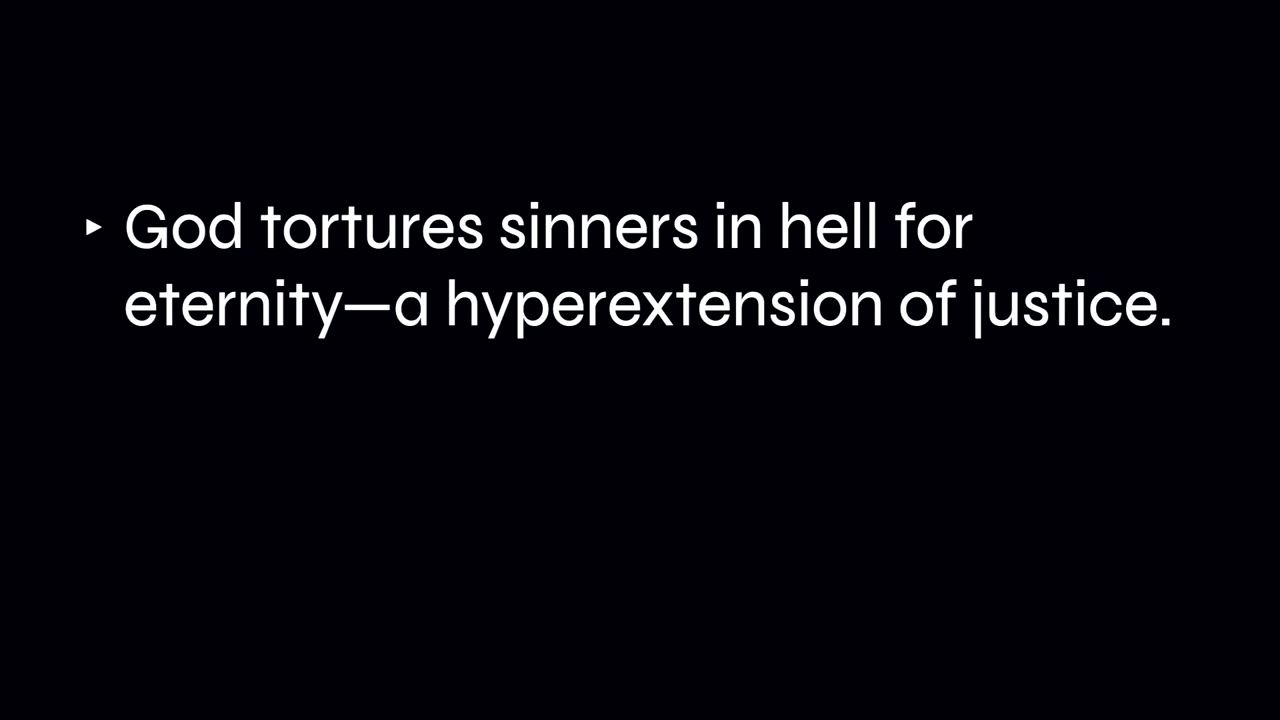 ▸ God tortures sinners in hell for
eternity—a hyperextension of justice.